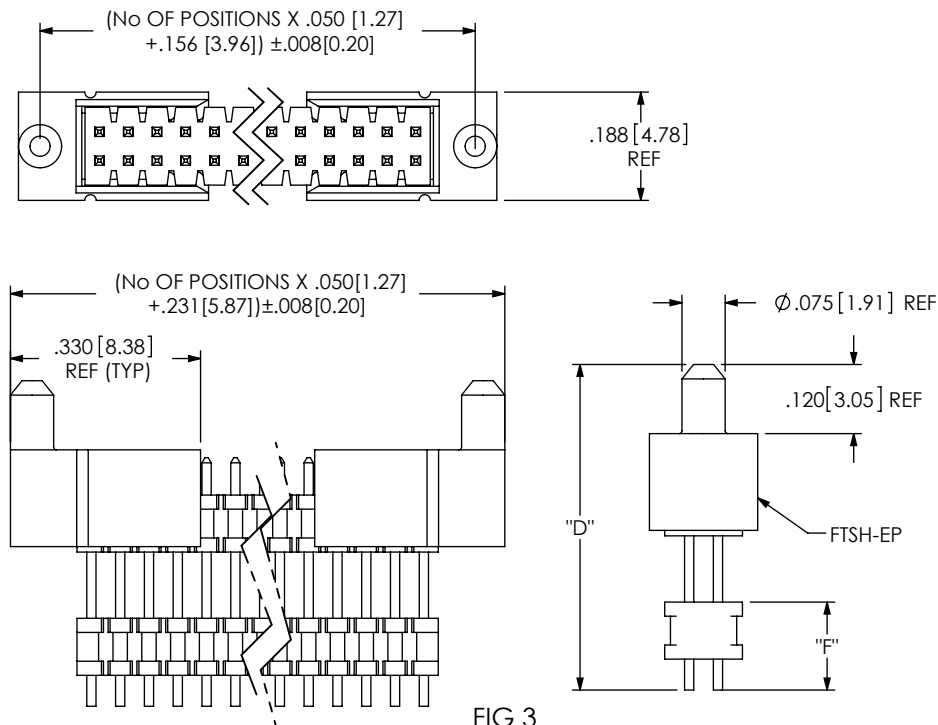 (No OF POSITIONS X .050 [1.27]
+.156 [3.96]) ±.008[0.20]
.188 [4.78]
REF
(No OF POSITIONS X .050[1.27]
+.231[5.87])±.008[0.20]
.330 [8.38]
REF (TYP)
Ø.075 [1.91] REF
.120[3.05] REF
"D"
FTSH-EP
"F"
FIG 3